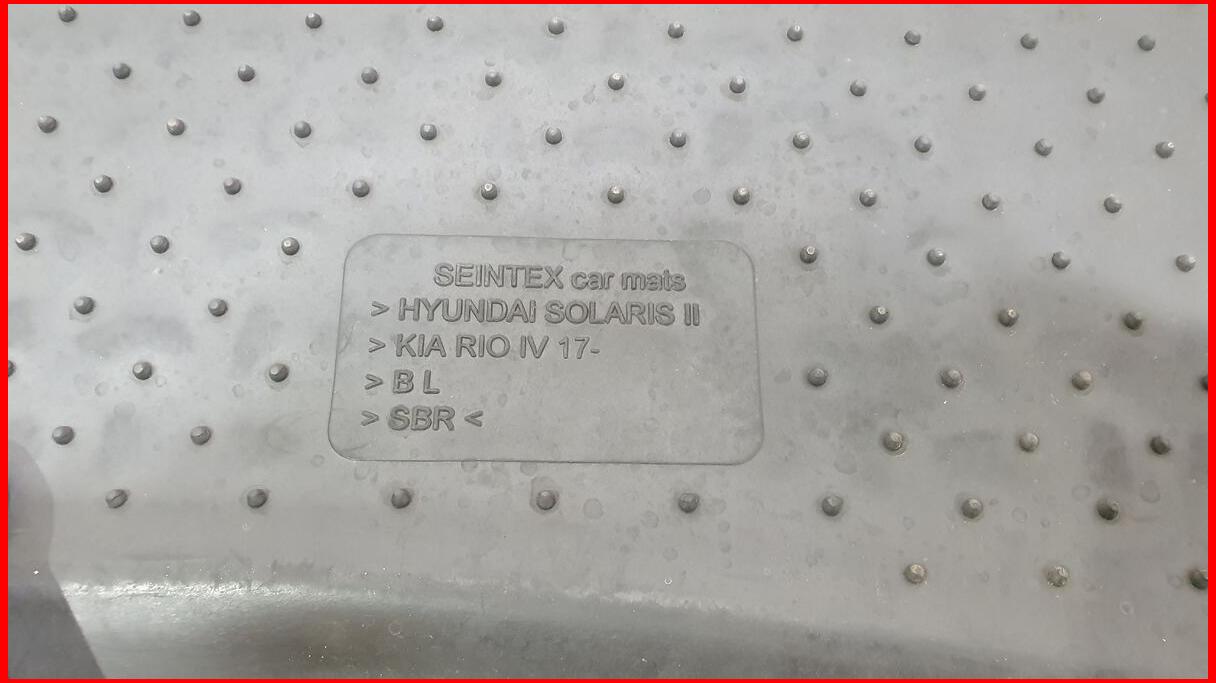 SEINTEX car mats
> HYUNDAI SOLARIS II
> KIA RIO IV 17-
> B L
> SBR <